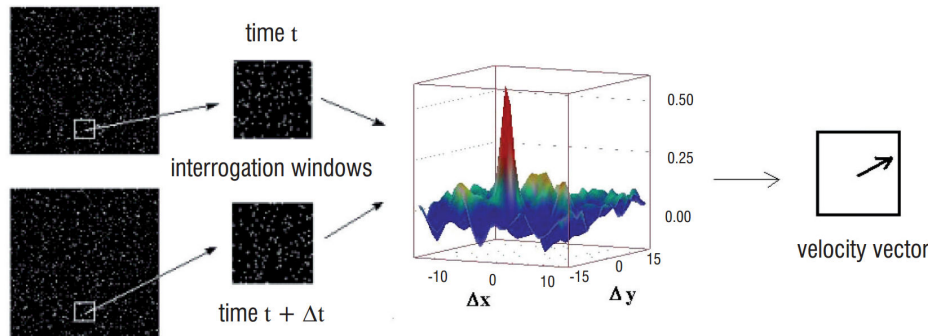 time t
interrogation windows
time t + Δt
0.50
0.25
0.00
-10
0
10
-15
0
15
Δx
Δy
velocity vector